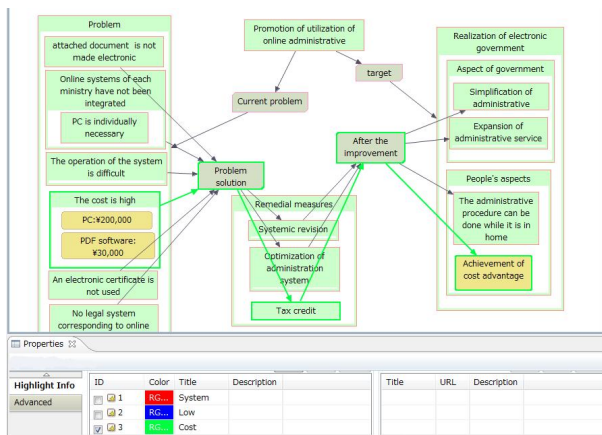 Problem
attached document is not
made electronic
Online systems of each
ministry have not been
integrated
PC is individually
necessary
The operation of the system
is difficult
The cost is high
PC:¥200,000
PDF software:
¥30,000
An electronic certificate is
not used
No legal system
corresponding to online
Promotion of utilization of
online administrative
Current problem
target
Problem
solution
After the
improvement
Remedial measures
Systemic revision
Optimization of
administration
system
Tax credit
Realization of electronic
government
Aspect of government
Simplification of
administrative
Expansion of
administrative service
People's aspects
The administrative
procedure can be
done while it is in
home
Achievement of
cost advantage
Properties
Highlight Info
Advanced
ID Color Title Description
1 RG... System
2 RG... Low
3 RG... Cost
Title URL Description